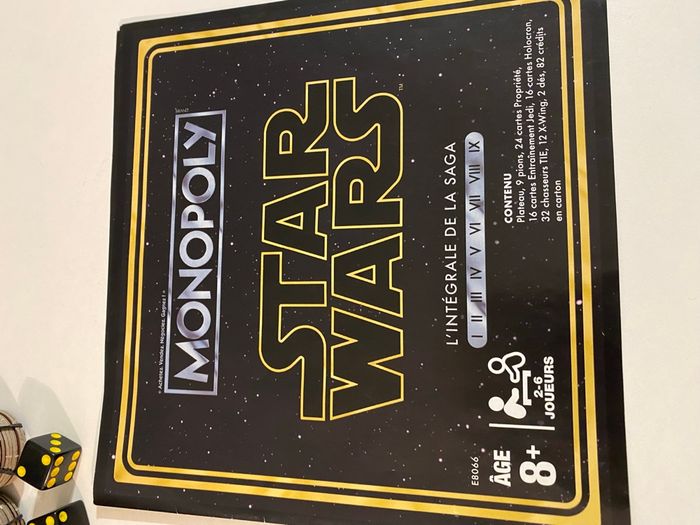 « Achetez. Vendez. Négociez. Gagnez ! »
MONOPOLY
BRAND
STAR
WARS
TM
L'INTÉGRALE DE LA SAGA
I II III IV V VI VII VIII IX
E8066
ÂGE
8+
2-6
JOUEURS
CONTENU
Plateau, 9 pions, 24 cartes Propriété,
16 cartes Entraînement Jedi, 16 cartes Holocron,
32 chasseurs TIE, 12 X-Wing, 2 dés, 82 crédits
en carton